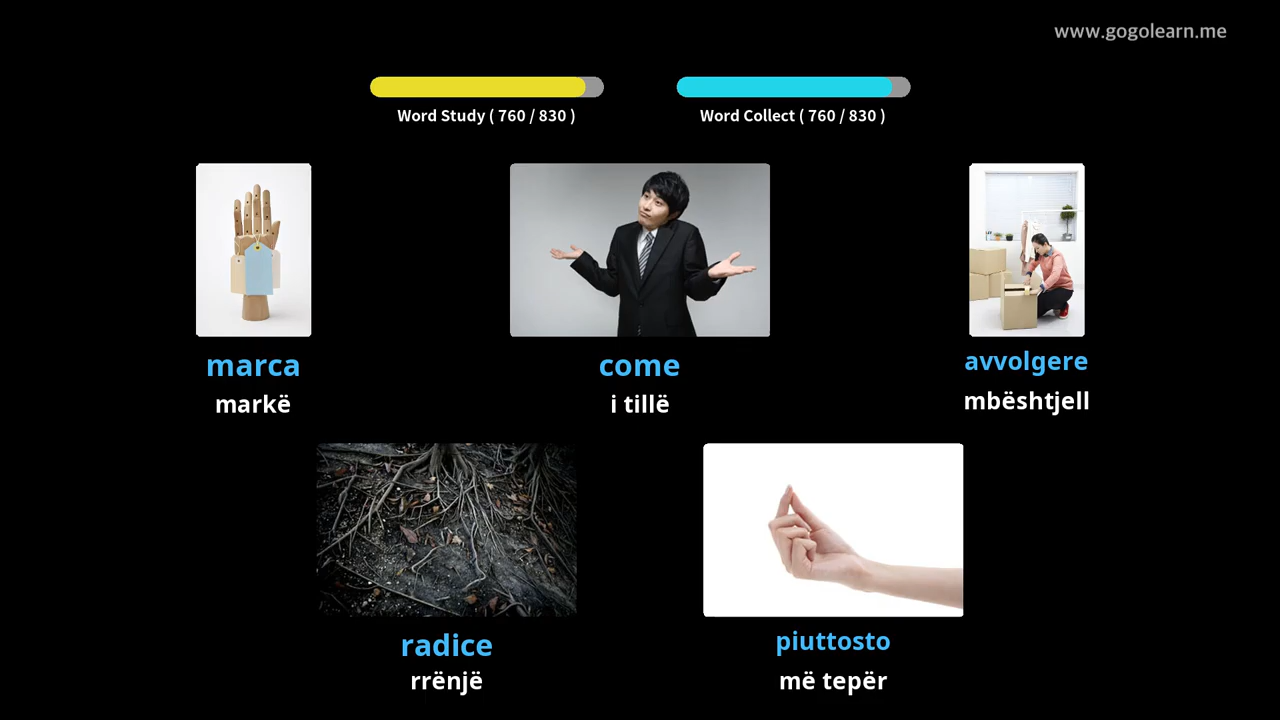 www.gogolearn.me
Word Study ( 760 / 830 )
Word Collect ( 760 / 830 )
marca
markë
come
i tillë
avvolgere
mbështjell
radice
rrënjë
piuttosto
më tepër